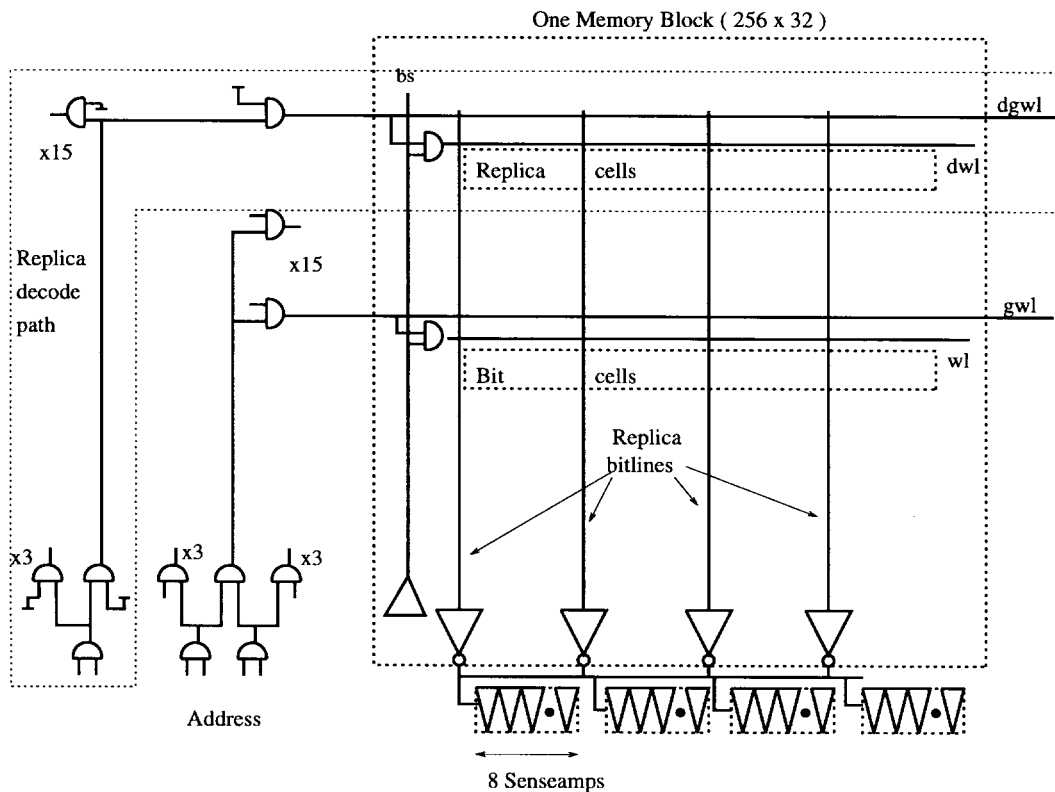 One Memory Block ( 256 x 32 )
bs
dgwl
x15
dwl
Replica cells
x15
Replica
decode
path
gwl
wl
Bit cells
Replica
bitlines
x3
x3
x3
Address
8 Senseamps